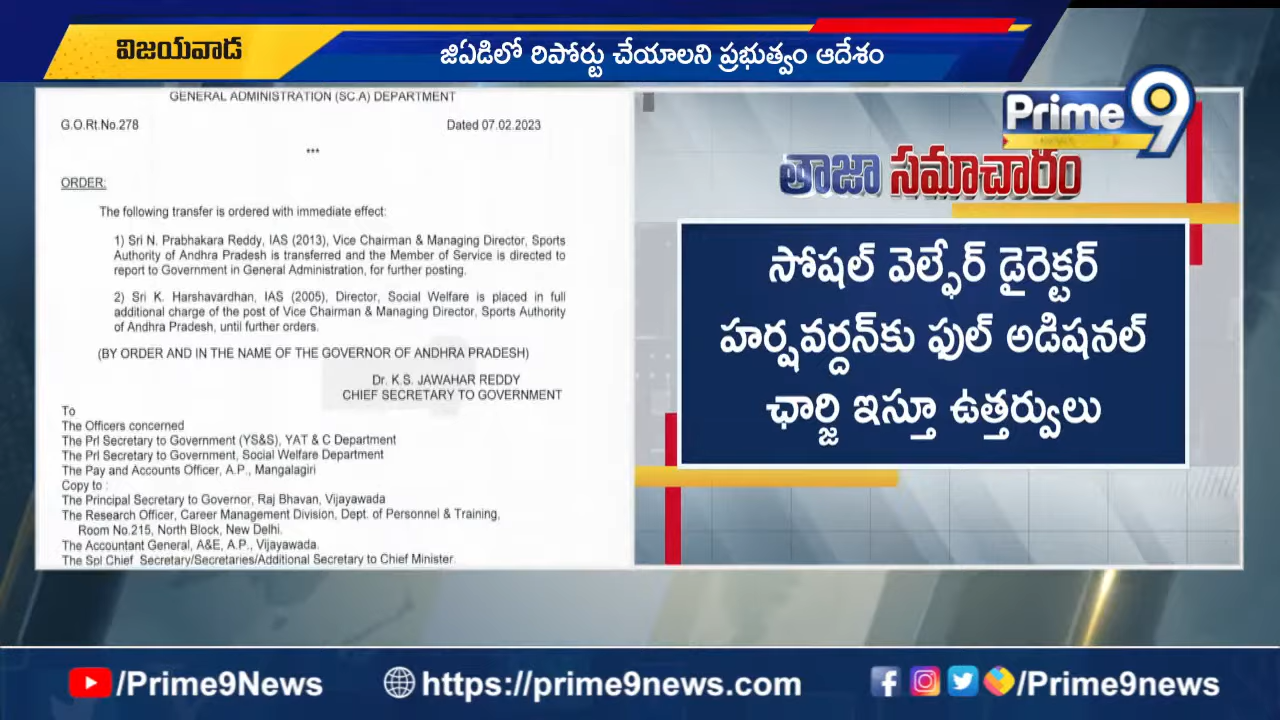 విజయవాడ
జిఏడిలో రిపోర్టు చేయాలని ప్రభుత్వం ఆదేశం
GENERAL ADMINISTRATION (SC.A) DEPARTMENT
G.O.Rt.No.278 Dated 07.02.2023
***
ORDER:
The following transfer is ordered with immediate effect:
1) Sri N. Prabhakara Reddy, IAS (2013), Vice Chairman & Managing Director, Sports
Authority of Andhra Pradesh is transferred and the Member of Service is directed to
report to Government in General Administration, for further posting.
2) Sri K. Harshavardhan, IAS (2005), Director, Social Welfare is placed in full
additional charge of the post of Vice Chairman & Managing Director, Sports Authority
of Andhra Pradesh, until further orders.
(BY ORDER AND IN THE NAME OF THE GOVERNOR OF ANDHRA PRADESH)
Dr. K.S. JAWAHAR REDDY
CHIEF SECRETARY TO GOVERNMENT
To
The Officers concerned
The Prl Secretary to Government (YS&S), YAT & C Department
The Prl Secretary to Government, Social Welfare Department
The Pay and Accounts Officer, A.P., Mangalagiri
Copy to :
The Principal Secretary to Governor, Raj Bhavan, Vijayawada
The Research Officer, Career Management Division, Dept. of Personnel & Training,
Room No.215, North Block, New Delhi.
The Accountant General, A&E, A.P., Vijayawada.
The Spl Chief Secretary/Secretaries/Additional Secretary to Chief Minister
Prime9
NEWS
తాజా సమాచారం
సోషల్ వెల్ఫేర్ డైరెక్టర్
హర్షవర్దన్‌కు ఫుల్ అడిషనల్
ఛార్జి ఇస్తూ ఉత్తర్వులు
/Prime9News https://prime9news.com /Prime9news